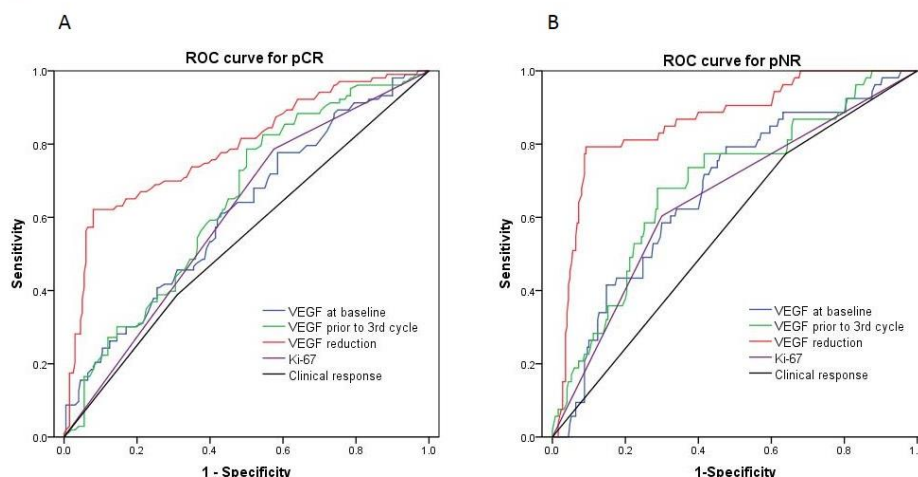 A
ROC curve for pCR
1.0
0.8
0.6
0.4
0.2
0.0
Sensitivity
VEGF at baseline
VEGF prior to 3rd cycle
VEGF reduction
Ki-67
Clinical response
0.0 0.2 0.4 0.6 0.8 1.0
1 - Specificity
B
ROC curve for pNR
1.0
0.8
0.6
0.4
0.2
0.0
Sensitivity
VEGF at baseline
VEGF prior to 3rd cycle
VEGF reduction
Ki-67
Clinical response
0.0 0.2 0.4 0.6 0.8 1.0
1-Specificity